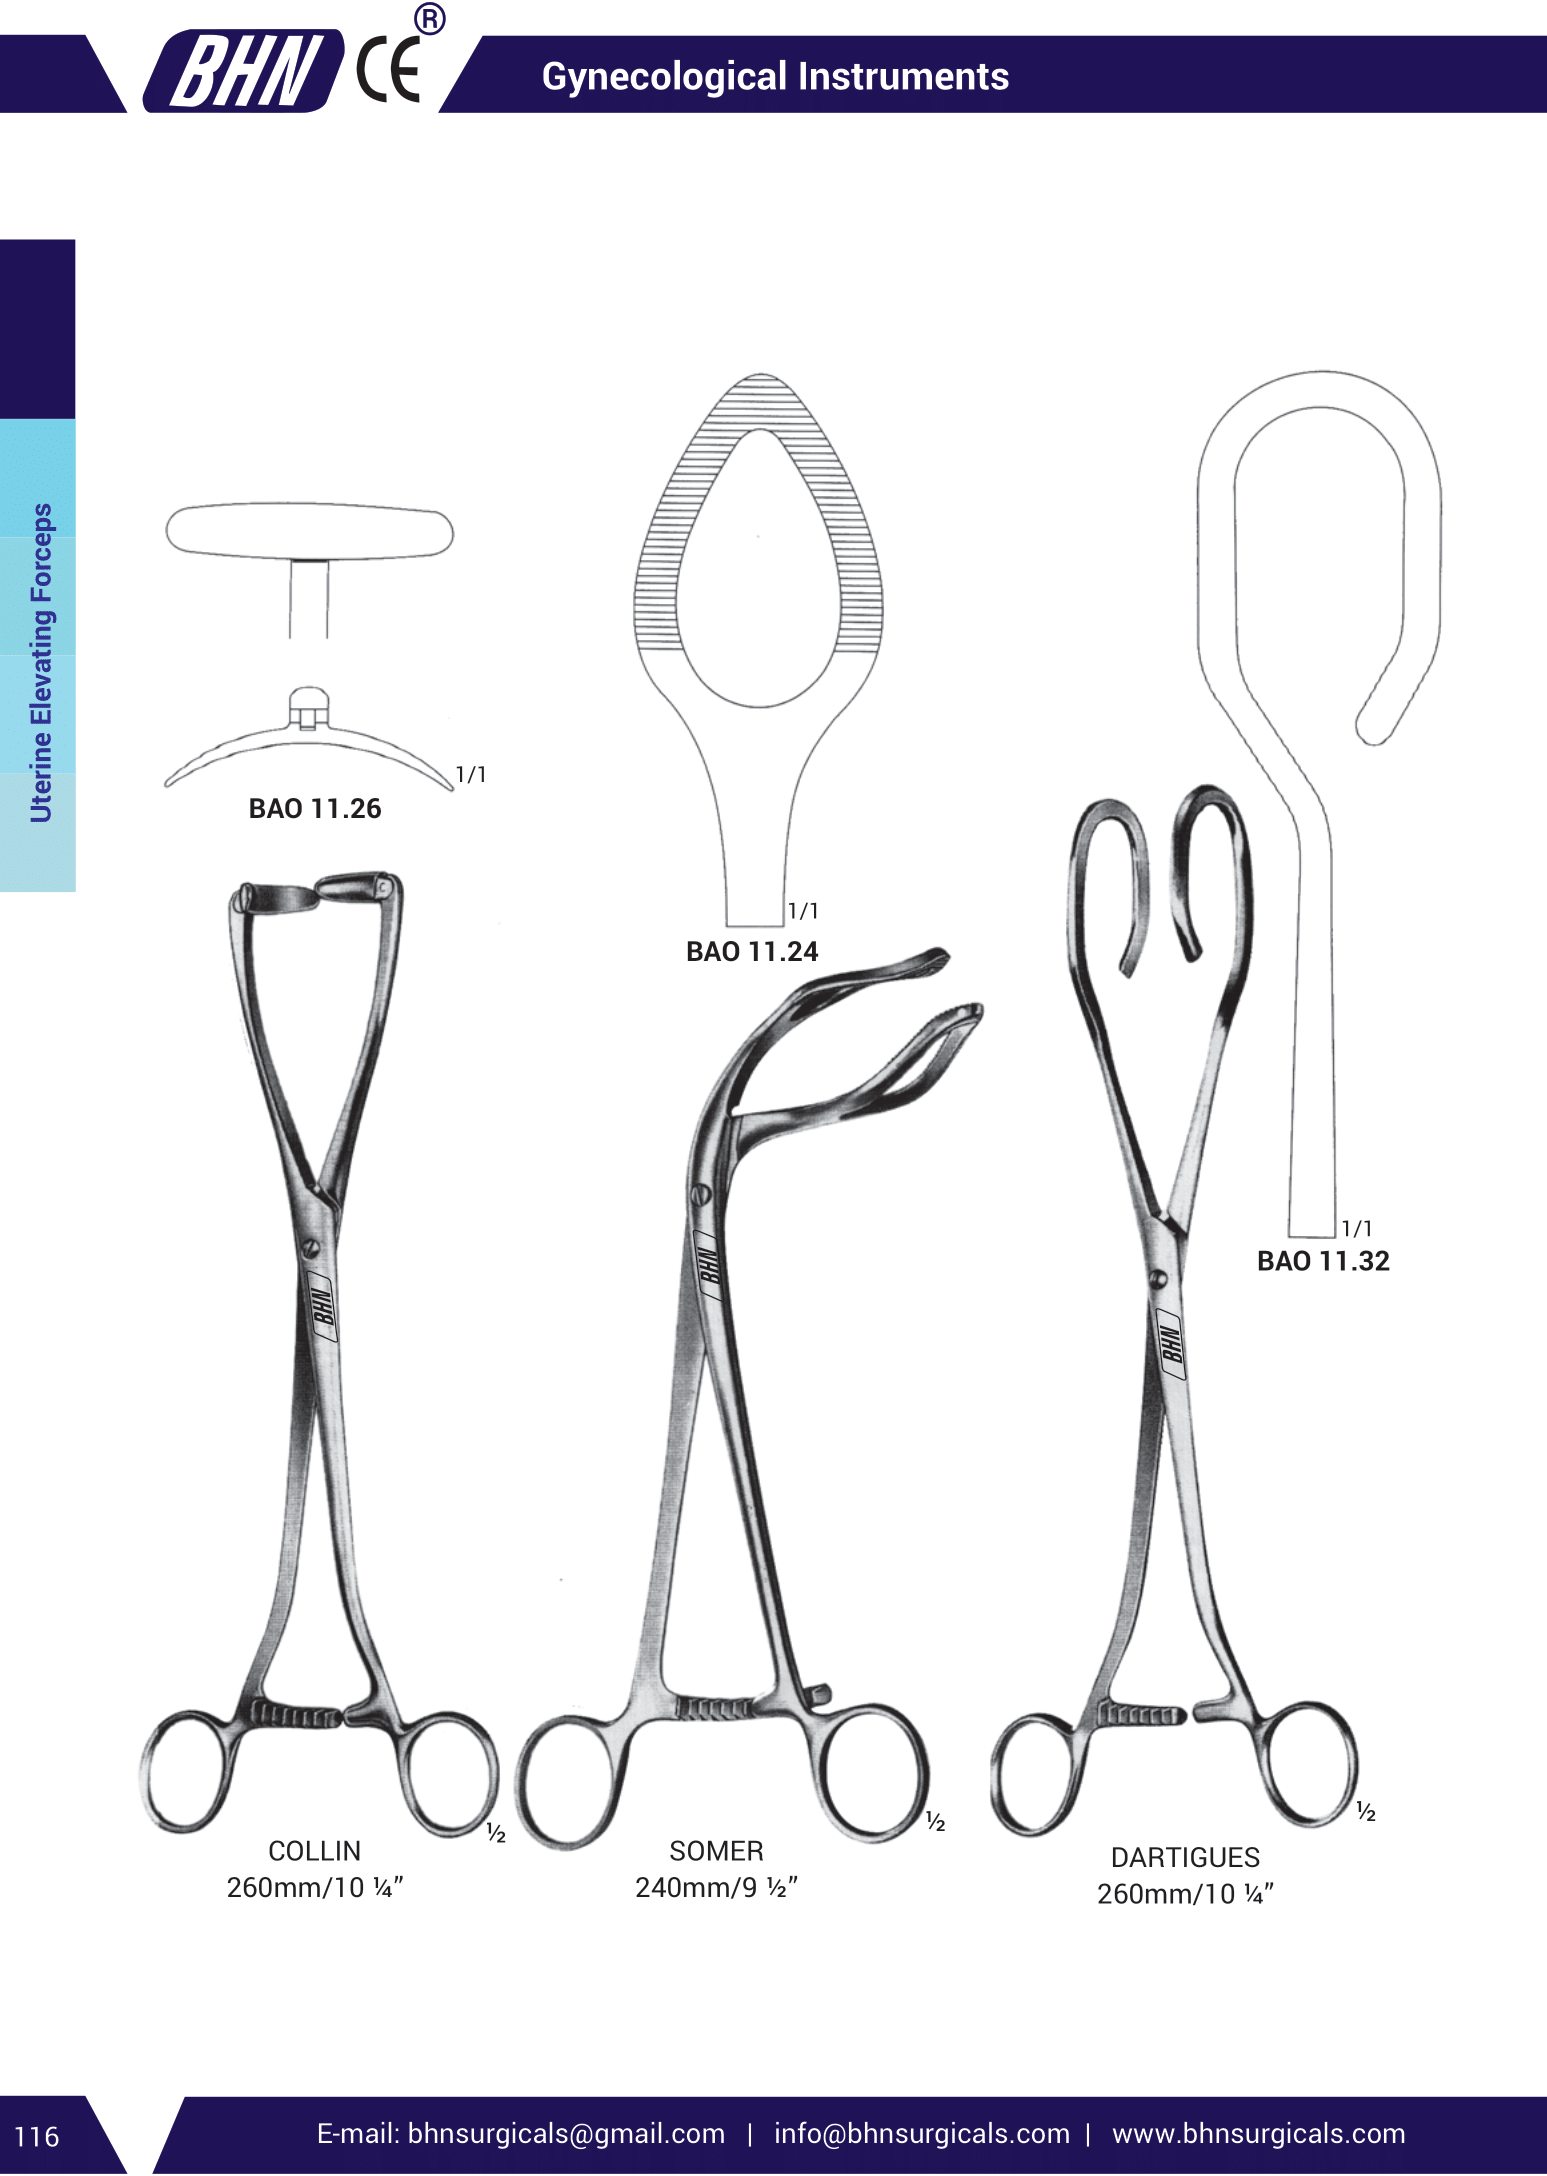 BHN CE ®
Gynecological Instruments
Uterine Elevating Forceps
1/1
BAO 11.26
1/1
BAO 11.24
1/1
BAO 11.32
BHN
BHN
BHN
½
COLLIN
260mm/10 ¼”
½
SOMER
240mm/9 ½”
½
DARTIGUES
260mm/10 ¼”
116
E-mail: bhnsurgicals@gmail.com | info@bhnsurgicals.com | www.bhnsurgicals.com